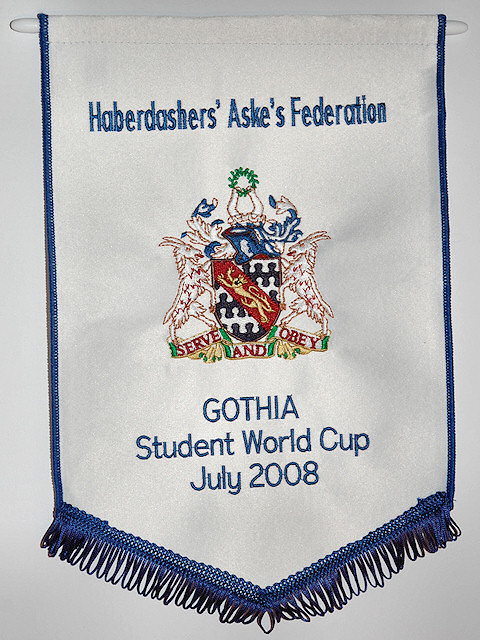 Haberdashers' Aske's Federation
SERVE AND OBEY
GOTHIA
Student World Cup
July 2008